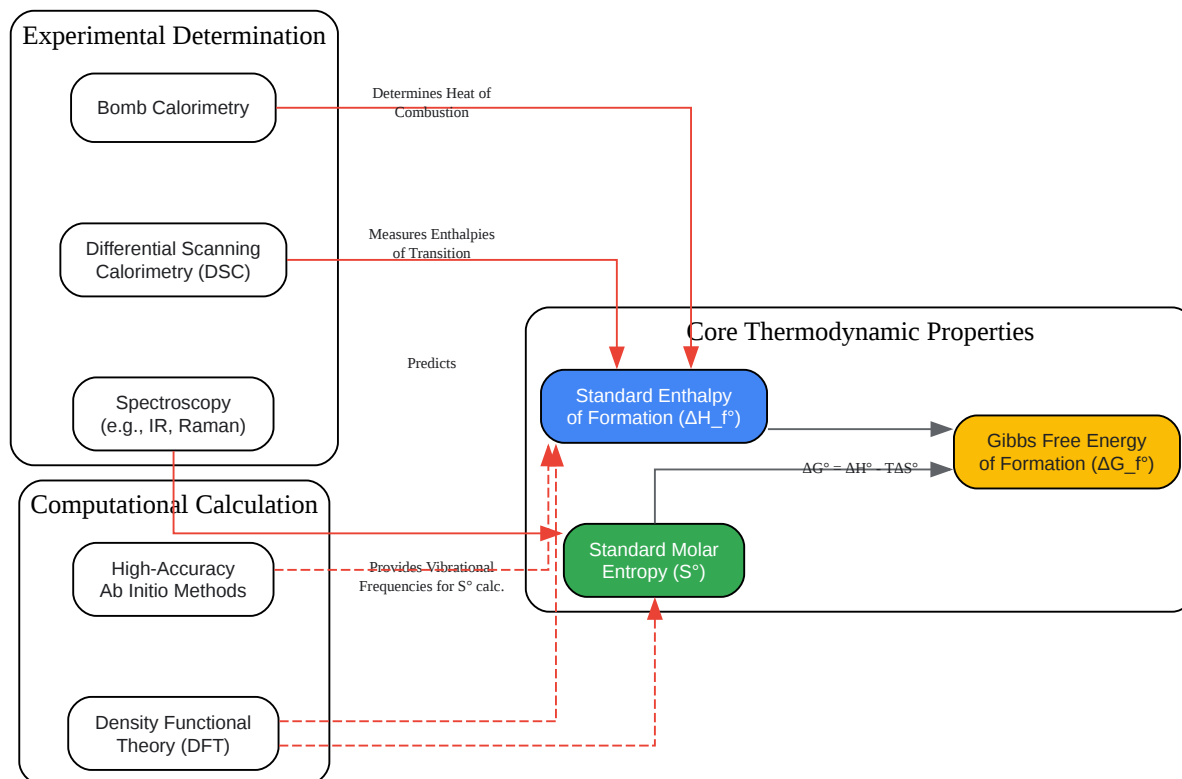 Experimental Determination
Bomb Calorimetry
Determines Heat of
Combustion
Differential Scanning
Calorimetry (DSC)
Measures Enthalpies
of Transition
Spectroscopy
(e.g., IR, Raman)
Predicts
Core Thermodynamic Properties
Standard Enthalpy
of Formation (ΔH_f°)
Gibbs Free Energy
of Formation (ΔG_f°)
ΔG° = ΔH° - TΔS°
Standard Molar
Entropy (S°)
Computational Calculation
High-Accuracy
Ab Initio Methods
Provides Vibrational
Frequencies for S° calc.
Density Functional
Theory (DFT)